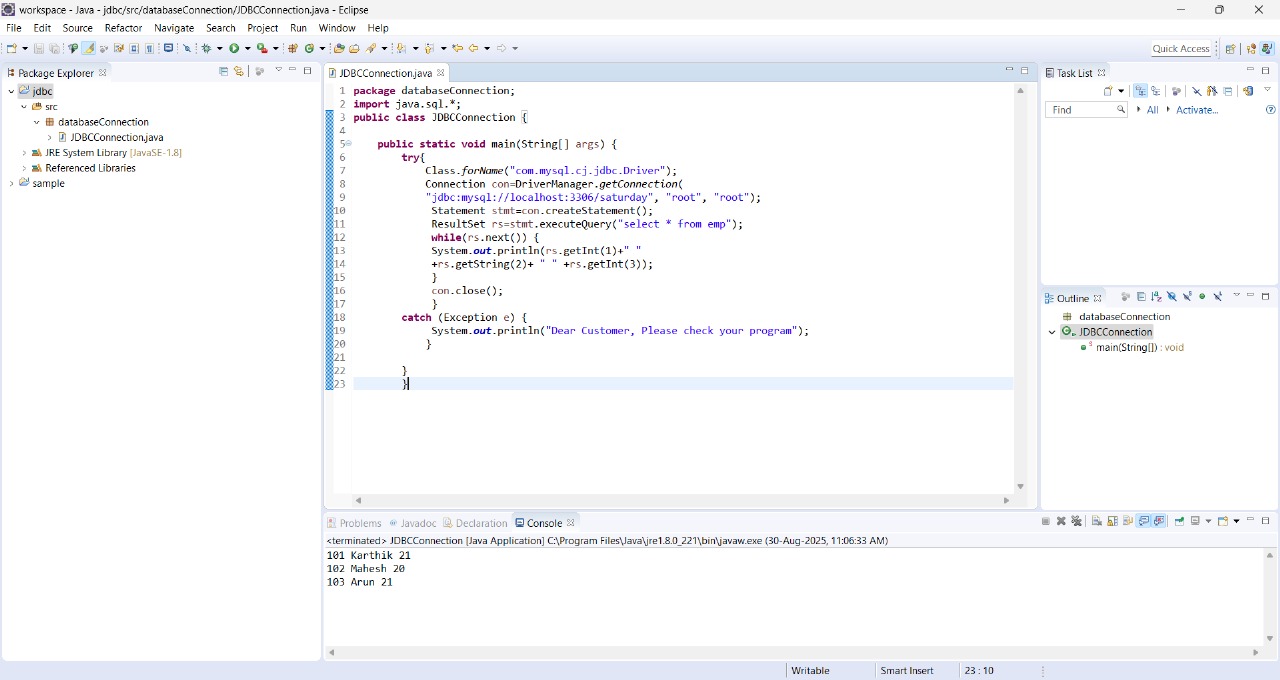 workspace - Java - jdbc/src/databaseConnection/JDBCConnection.java - Eclipse
File Edit Source Refactor Navigate Search Project Run Window Help
Quick Access
Package Explorer
jdbc
src
databaseConnection
JDBCConnection.java
JRE System Library [JavaSE-1.8]
Referenced Libraries
sample
JDBCConnection.java
1 package databaseConnection;
2 import java.sql.*;
3 public class JDBCConnection {
4
5 public static void main(String[] args) {
6 try{
7 Class.forName("com.mysql.cj.jdbc.Driver");
8 Connection con=DriverManager.getConnection(
9 "jdbc:mysql://localhost:3306/saturday", "root", "root");
10 Statement stmt=con.createStatement();
11 ResultSet rs=stmt.executeQuery("select * from emp");
12 while(rs.next()) {
13 System.out.println(rs.getInt(1)+" "
14 +rs.getString(2)+ " " +rs.getInt(3));
15 }
16 con.close();
17 }
18 catch (Exception e) {
19 System.out.println("Dear Customer, Please check your program");
20 }
21
22 }
23 }
Task List
Find All Activate...
Outline
databaseConnection
JDBCConnection
main(String[]) : void
Problems Javadoc Declaration Console
<terminated> JDBCConnection [Java Application] C:\Program Files\Java\jre1.8.0_221\bin\javaw.exe (30-Aug-2025, 11:06:33 AM)
101 Karthik 21
102 Mahesh 20
103 Arun 21
Writable Smart Insert 23 : 10